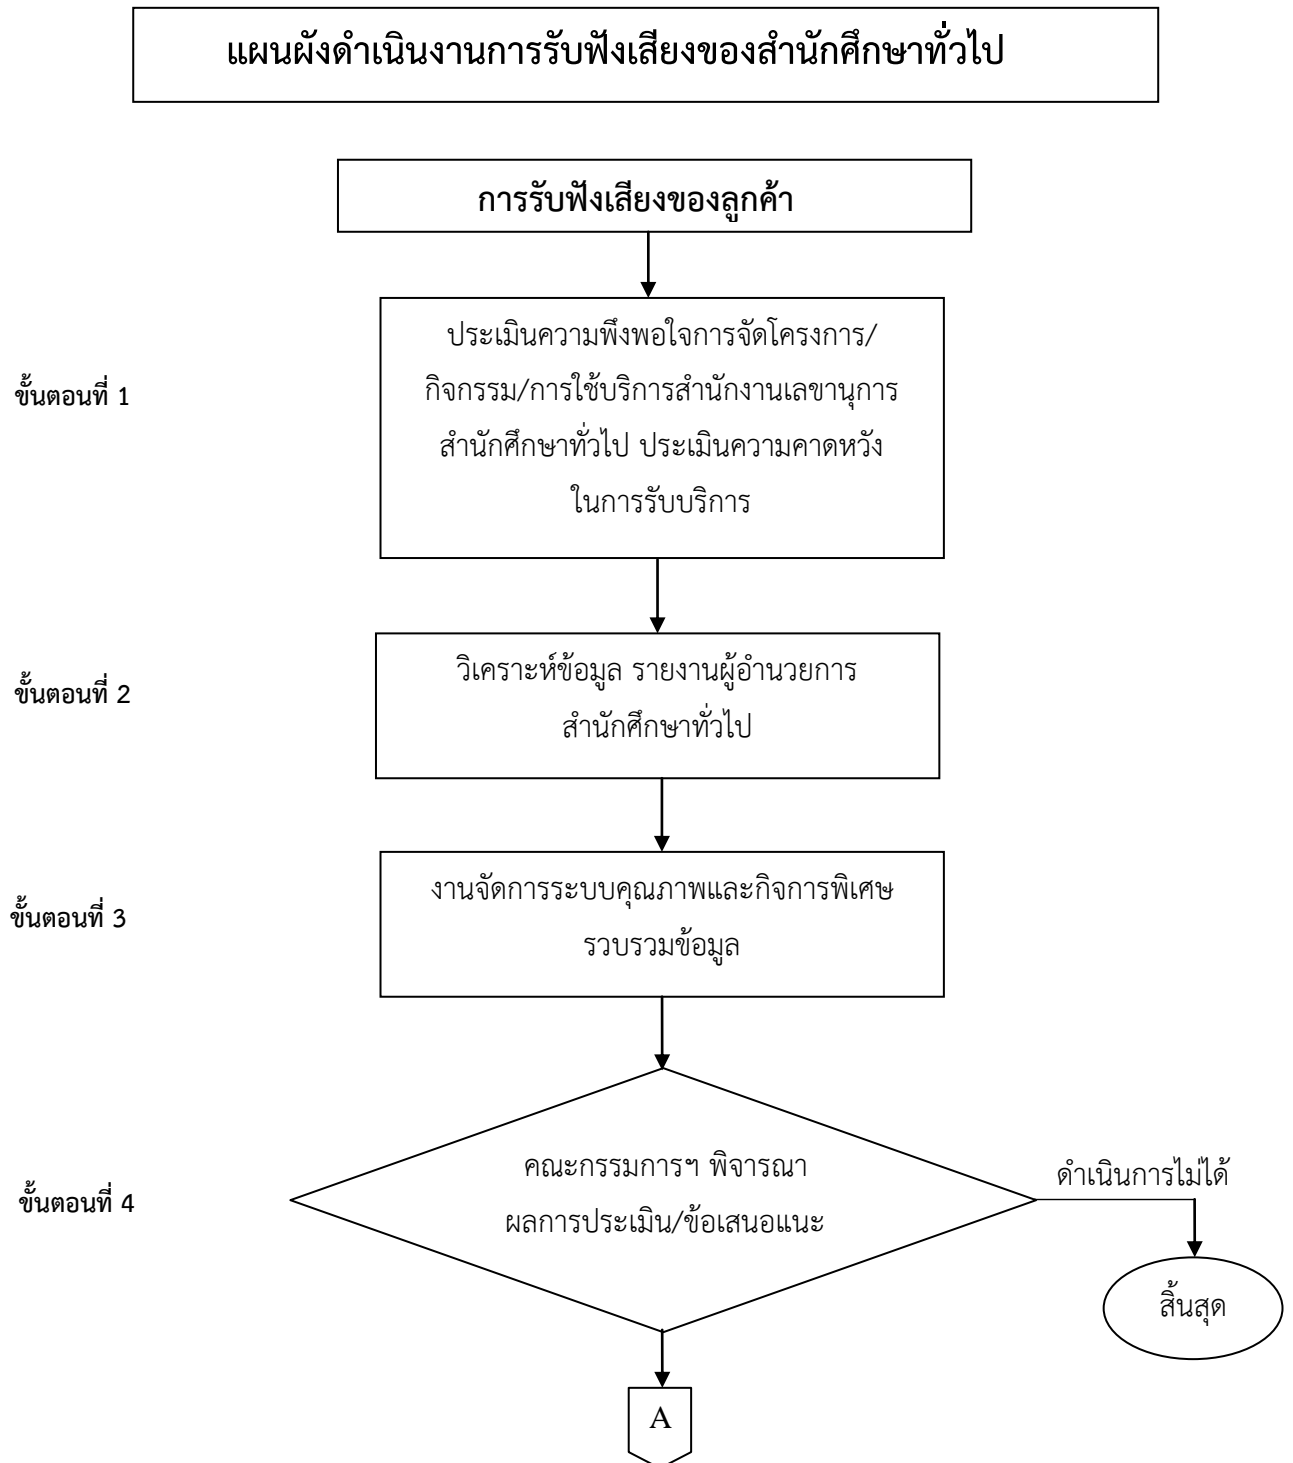 แผนผังดำเนินงานการรับฟังเสียงของสำนักศึกษาทั่วไป
การรับฟังเสียงของลูกค้า
ขั้นตอนที่ 1
ประเมินความพึงพอใจการจัดโครงการ/
กิจกรรม/การใช้บริการสำนักงานเลขานุการ
สำนักศึกษาทั่วไป ประเมินความคาดหวัง
ในการรับบริการ
ขั้นตอนที่ 2
วิเคราะห์ข้อมูล รายงานผู้อำนวยการ
สำนักศึกษาทั่วไป
ขั้นตอนที่ 3
งานจัดการระบบคุณภาพและกิจการพิเศษ
รวบรวมข้อมูล
ขั้นตอนที่ 4
คณะกรรมการฯ พิจารณา
ผลการประเมิน/ข้อเสนอแนะ
ดำเนินการไม่ได้
สิ้นสุด
A